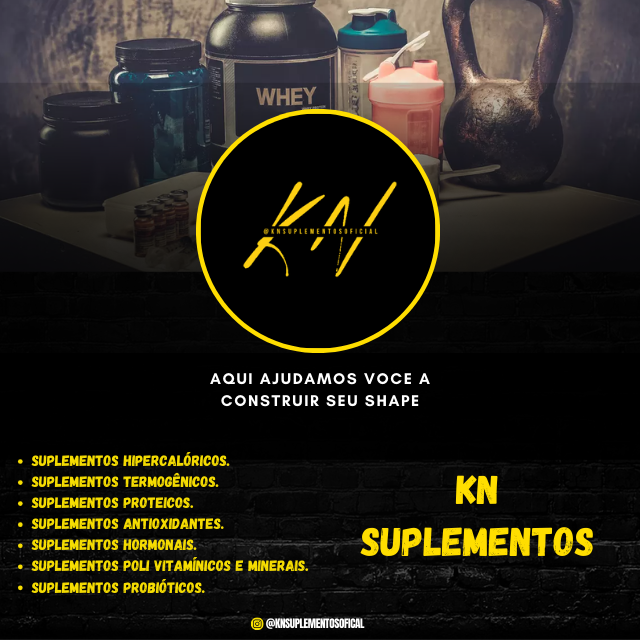 WHEY
KN
@KNSUPLEMENTOSOFICIAL
AQUI AJUDAMOS VOCE A
CONSTRUIR SEU SHAPE
• SUPLEMENTOS HIPERCALÓRICOS.
• SUPLEMENTOS TERMOGÊNICOS.
• SUPLEMENTOS PROTEICOS.
• SUPLEMENTOS ANTIOXIDANTES.
• SUPLEMENTOS HORMONAIS.
• SUPLEMENTOS POLI VITAMÍNICOS E MINERAIS.
• SUPLEMENTOS PROBIÓTICOS.
KN
SUPLEMENTOS
@KNSUPLEMENTOSOFICAL